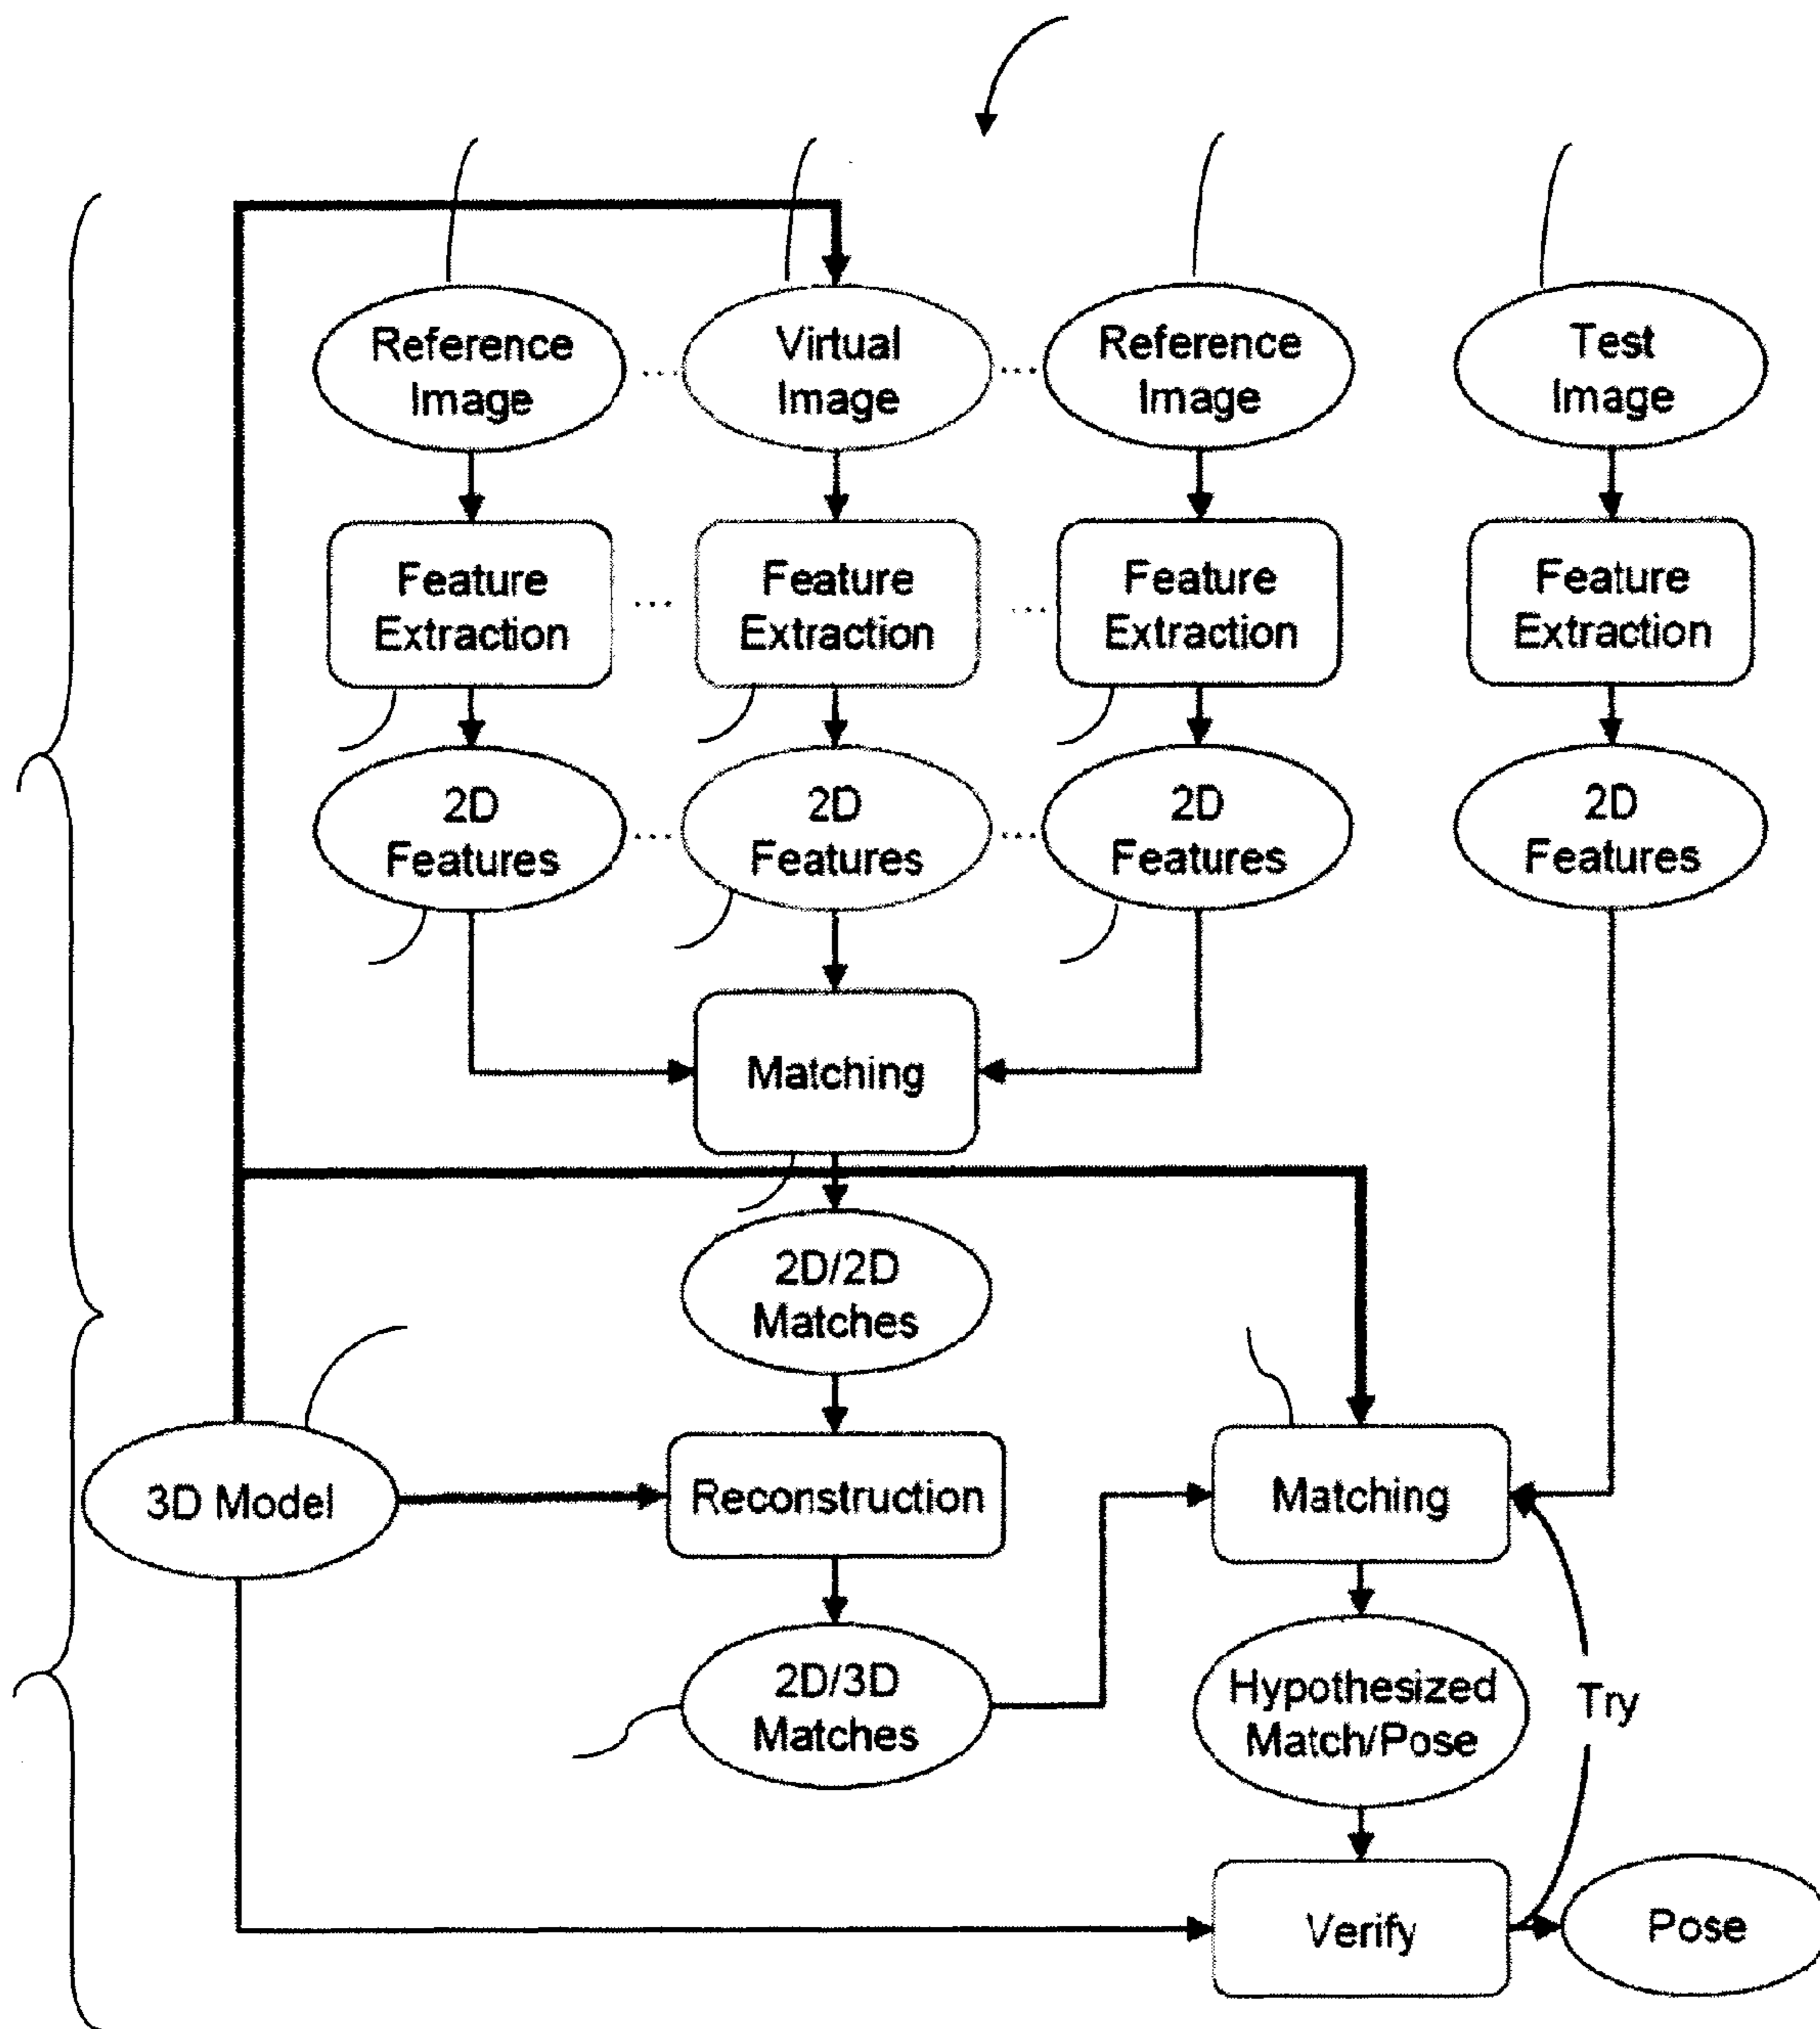 Reference
Image
Virtual
Image
Reference
Image
Test
Image
Feature
Extraction
Feature
Extraction
Feature
Extraction
Feature
Extraction
2D
Features
2D
Features
2D
Features
2D
Features
Matching
2D/2D
Matches
3D Model
Reconstruction
Matching
2D/3D
Matches
Hypothesized
Match/Pose
Try
Verify
Pose